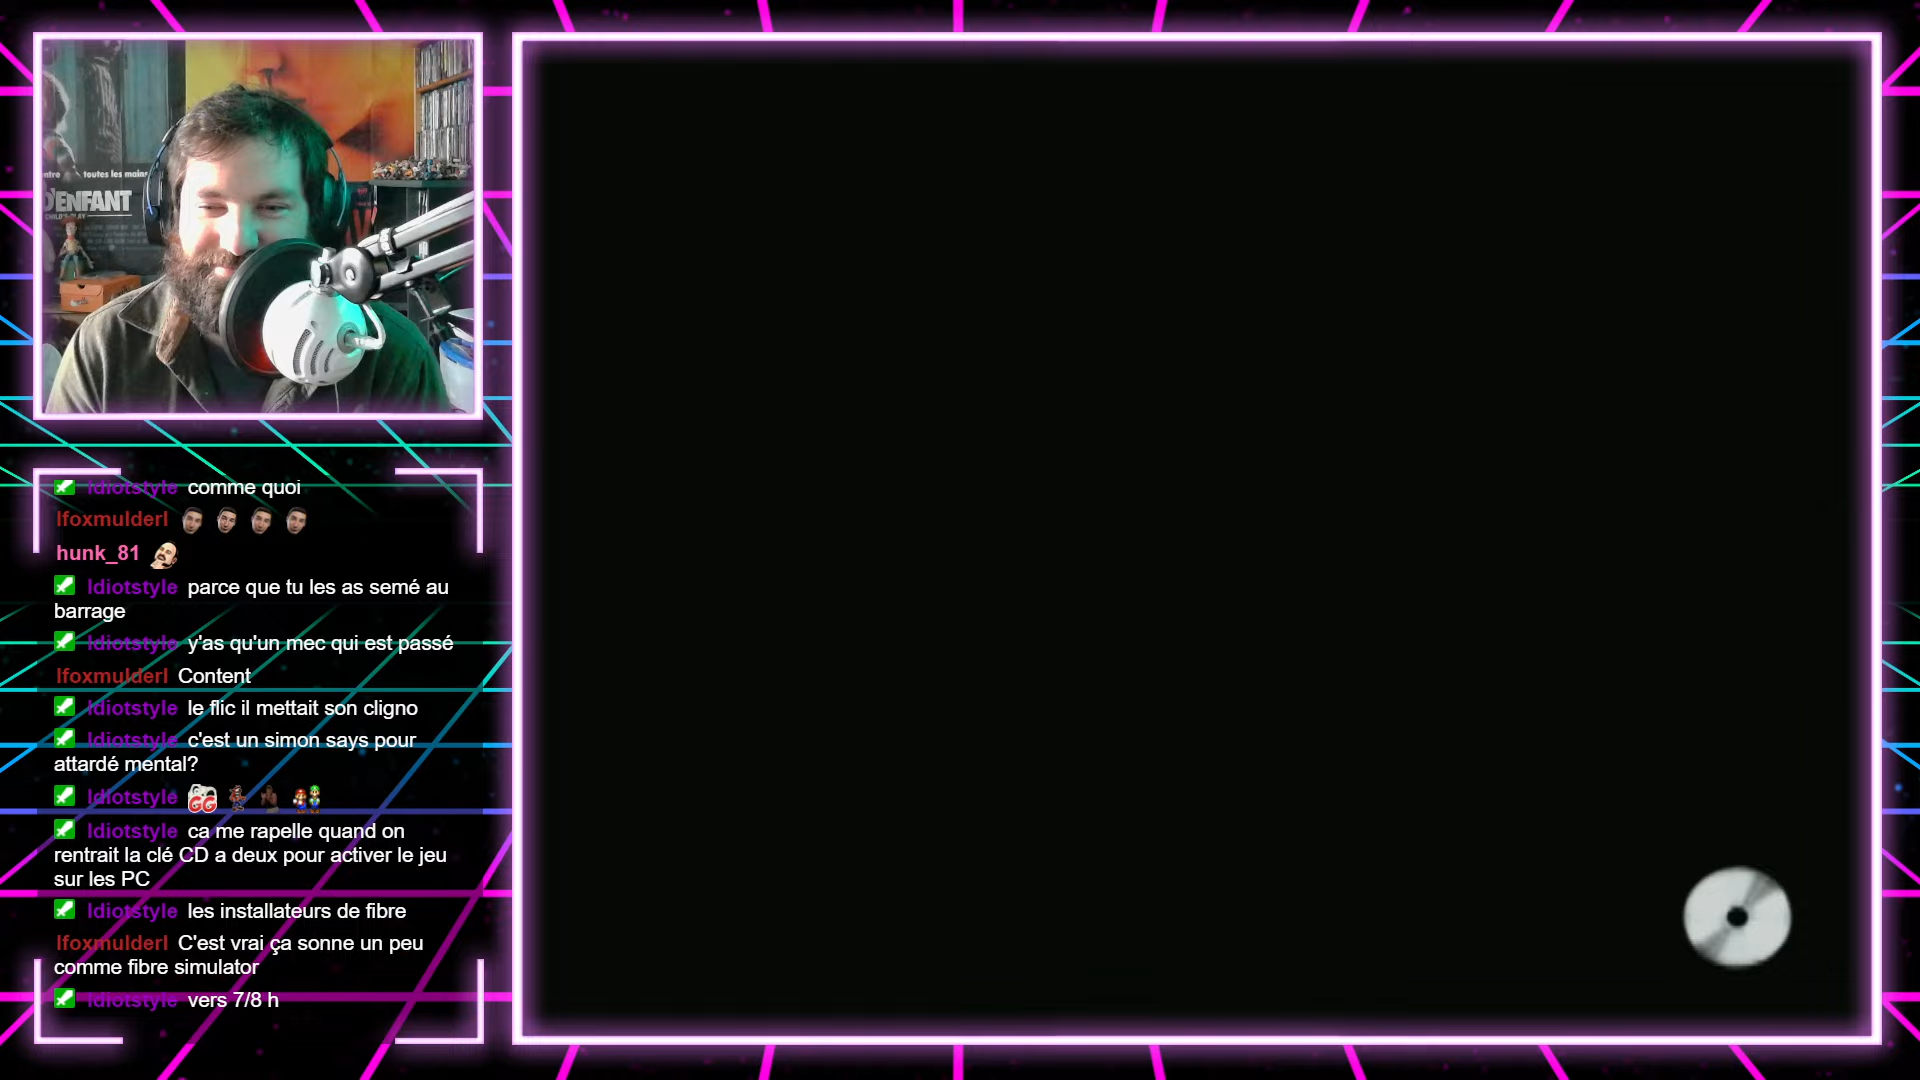 ntro toutes les mains
D'ENFANT
CHILD'S PLAY
Idiotstyle comme quoi
lfoxmulderl
hunk_81
Idiotstyle parce que tu les as semé au
barrage
Idiotstyle y'as qu'un mec qui est passé
lfoxmulderl Content
Idiotstyle le flic il mettait son cligno
Idiotstyle c'est un simon says pour
attardé mental?
Idiotstyle GG
Idiotstyle ca me rapelle quand on
rentrait la clé CD a deux pour activer le jeu
sur les PC
Idiotstyle les installateurs de fibre
lfoxmulderl C'est vrai ça sonne un peu
comme fibre simulator
Idiotstyle vers 7/8 h